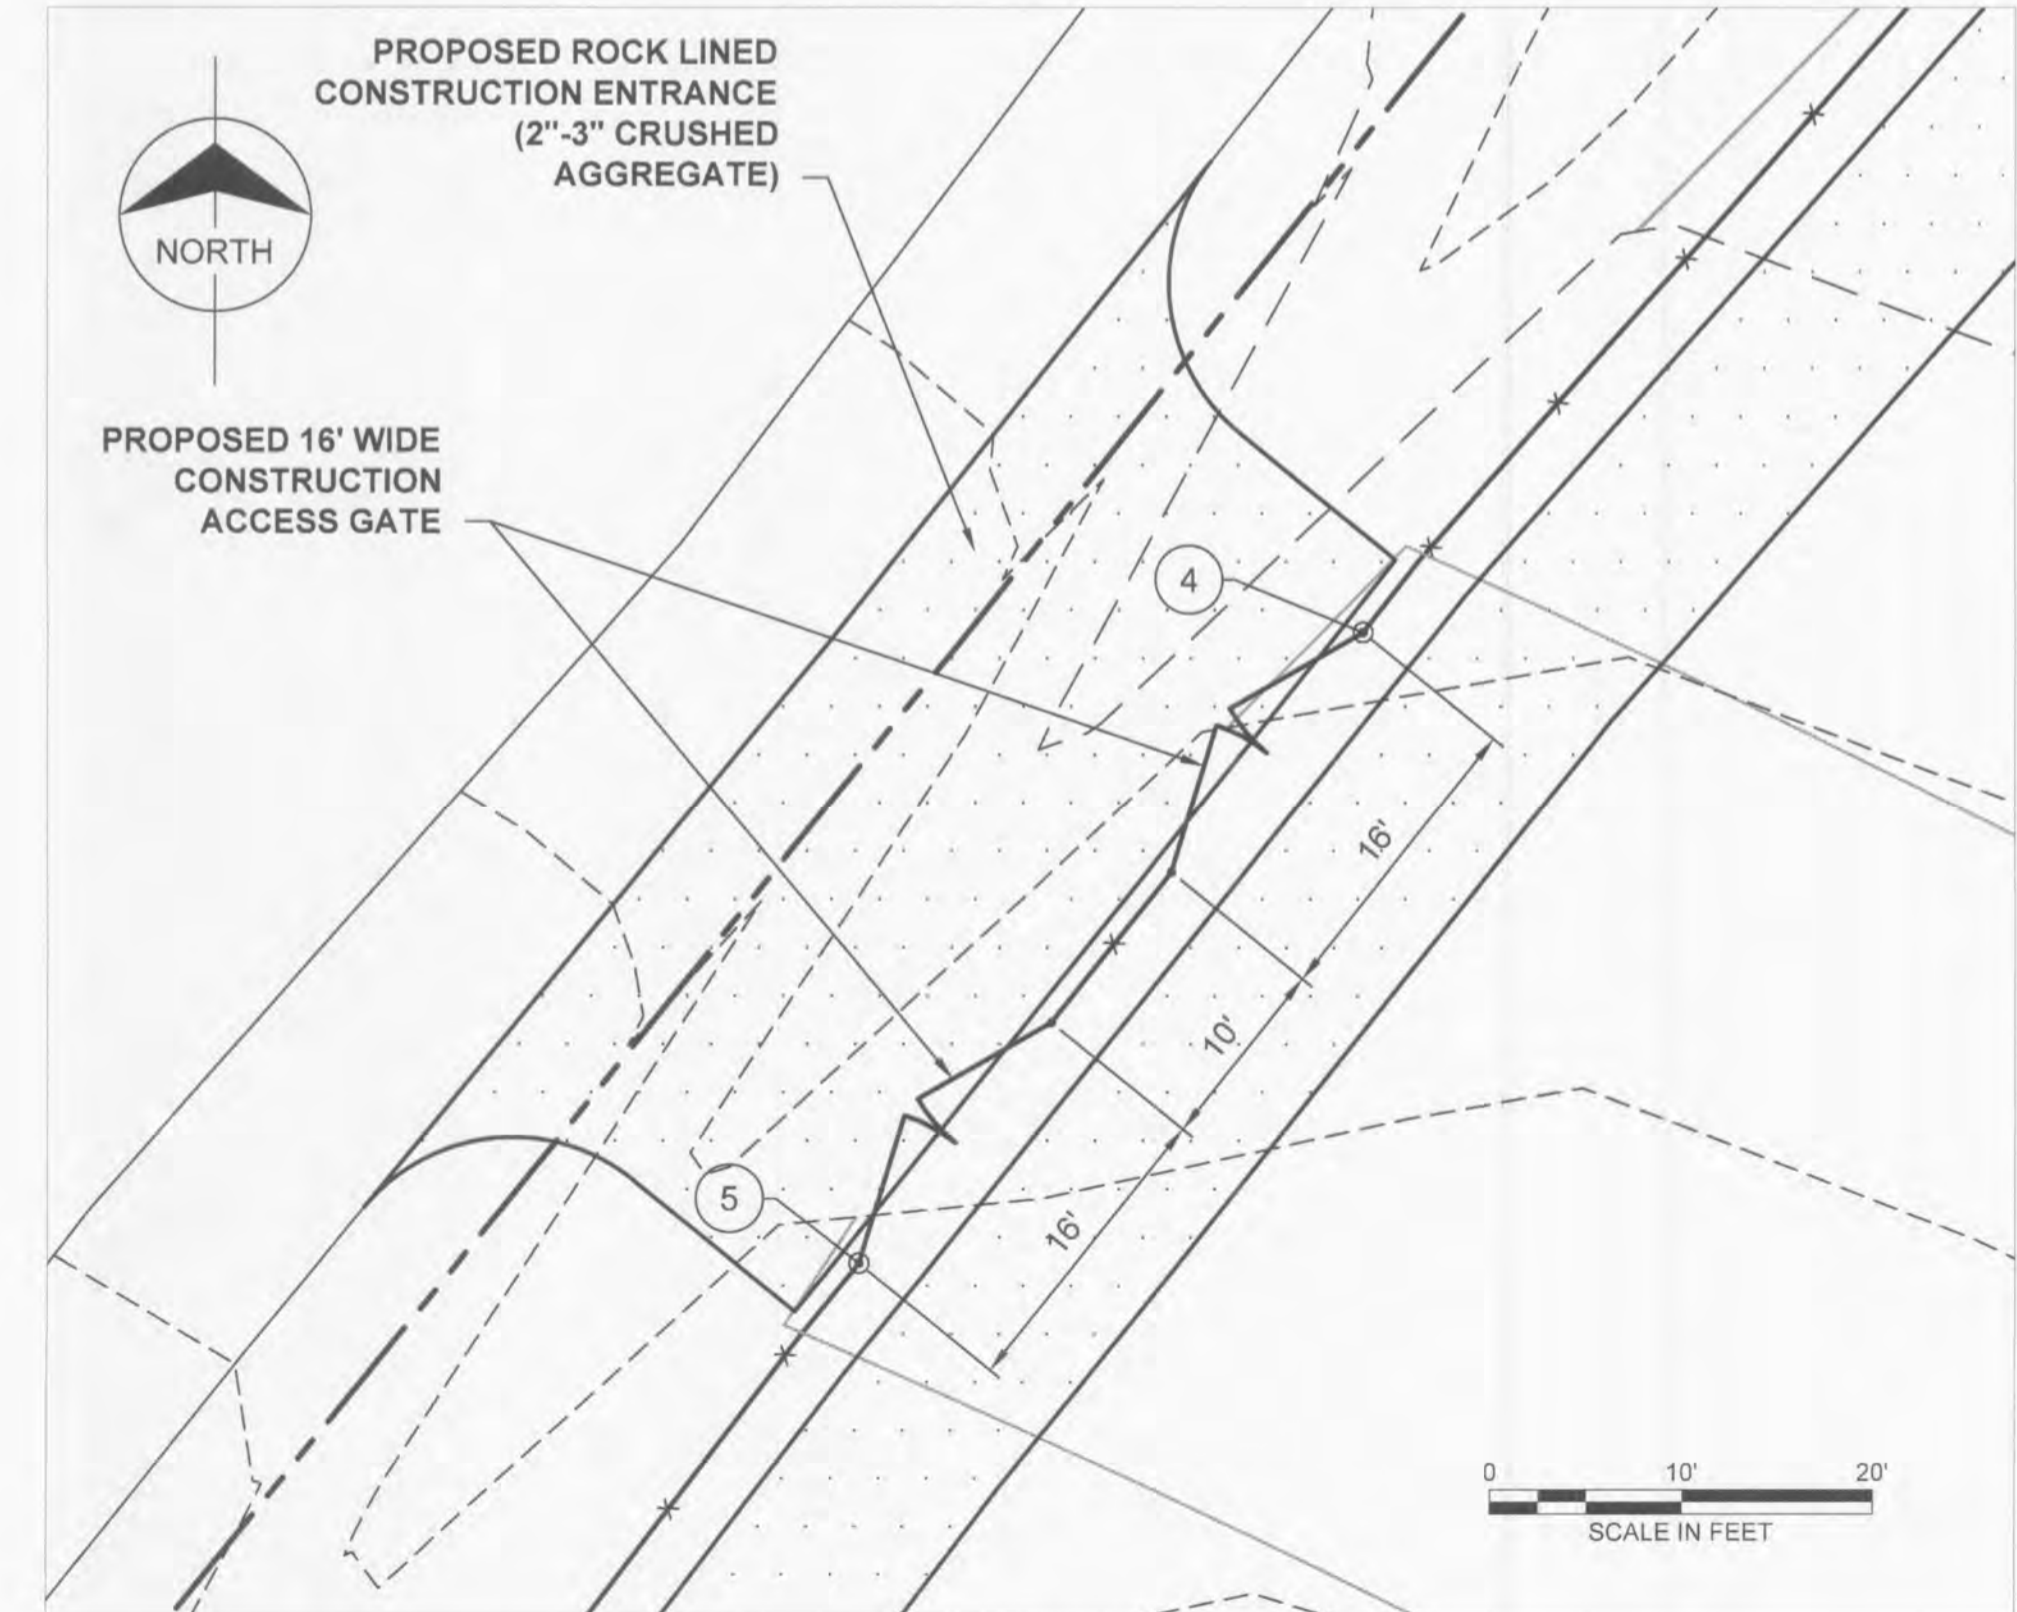 PROPOSED ROCK LINED
CONSTRUCTION ENTRANCE
(2"-3" CRUSHED
AGGREGATE)
NORTH
PROPOSED 16' WIDE
CONSTRUCTION
ACCESS GATE
4
16'
10'
5
16'
0 10' 20'
SCALE IN FEET